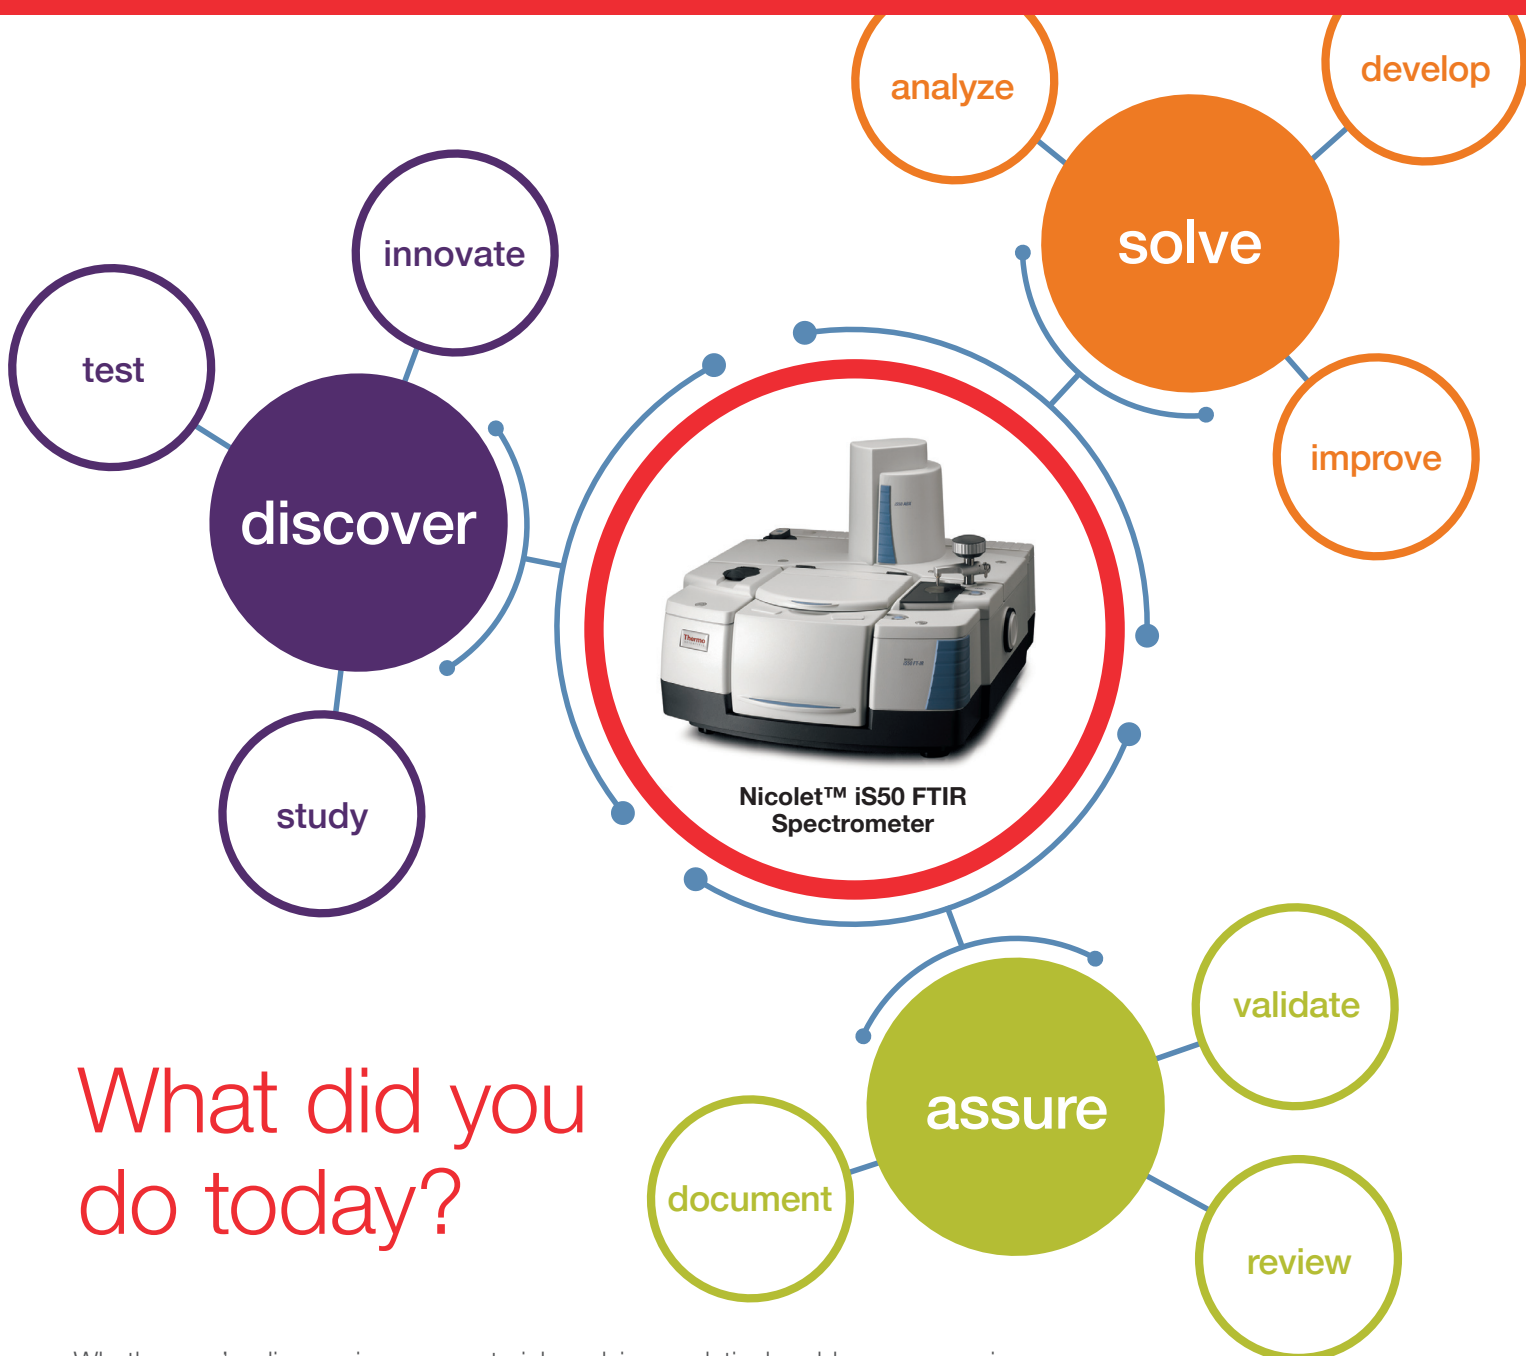 analyze
develop
solve
improve
innovate
test
discover
study
Thermo
Nicolet™ iS50 FTIR
Spectrometer
What did you
do today?
assure
validate
document
review